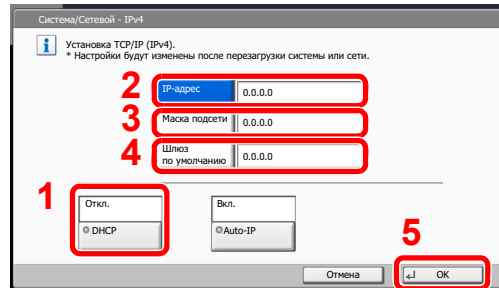 Система/Сетевой - IPv4
i
Установка TCP/IP (IPv4).
* Настройки будут изменены после перезагрузки системы или сети.
2
IP-адрес
0.0.0.0
3
Маска подсети
0.0.0.0
4
Шлюз
по умолчанию
0.0.0.0
1
Откл.
DHCP
Вкл.
Auto-IP
5
Отмена
OK